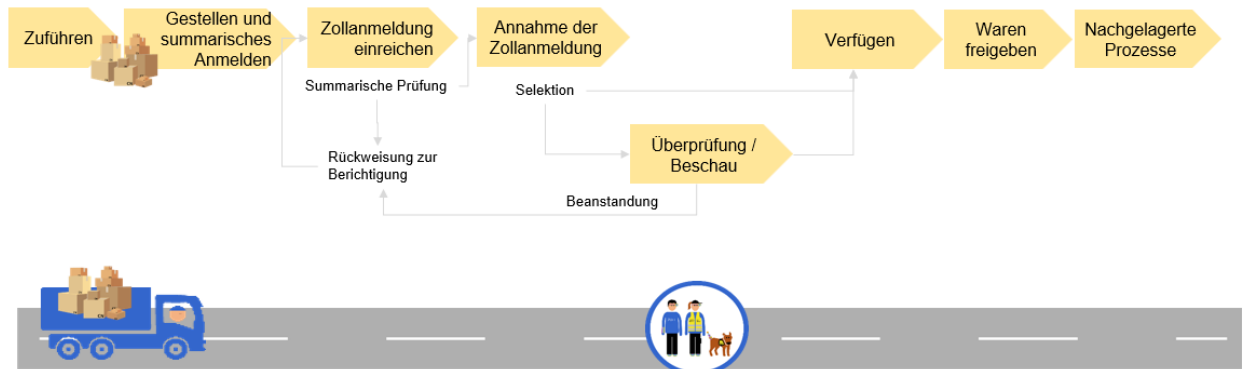 Zuführen
Gestellen und
summarisches
Anmelden
Zollanmeldung
einreichen
Annahme der
Zollanmeldung
Verfügen
Waren
freigeben
Nachgelagerte
Prozesse
Summarische Prüfung
Selektion
Überprüfung /
Beschau
Rückweisung zur
Berichtigung
Beanstandung